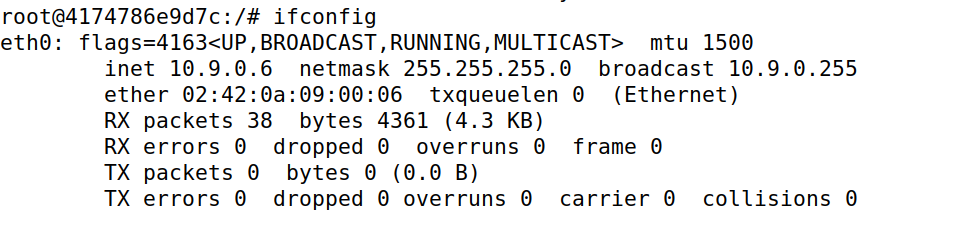 root@4174786e9d7c:/# ifconfig
eth0: flags=4163<UP,BROADCAST,RUNNING,MULTICAST>  mtu 1500
        inet 10.9.0.6  netmask 255.255.255.0  broadcast 10.9.0.255
        ether 02:42:0a:09:00:06  txqueuelen 0  (Ethernet)
        RX packets 38  bytes 4361 (4.3 KB)
        RX errors 0  dropped 0  overruns 0  frame 0
        TX packets 0  bytes 0 (0.0 B)
        TX errors 0  dropped 0 overruns 0  carrier 0  collisions 0